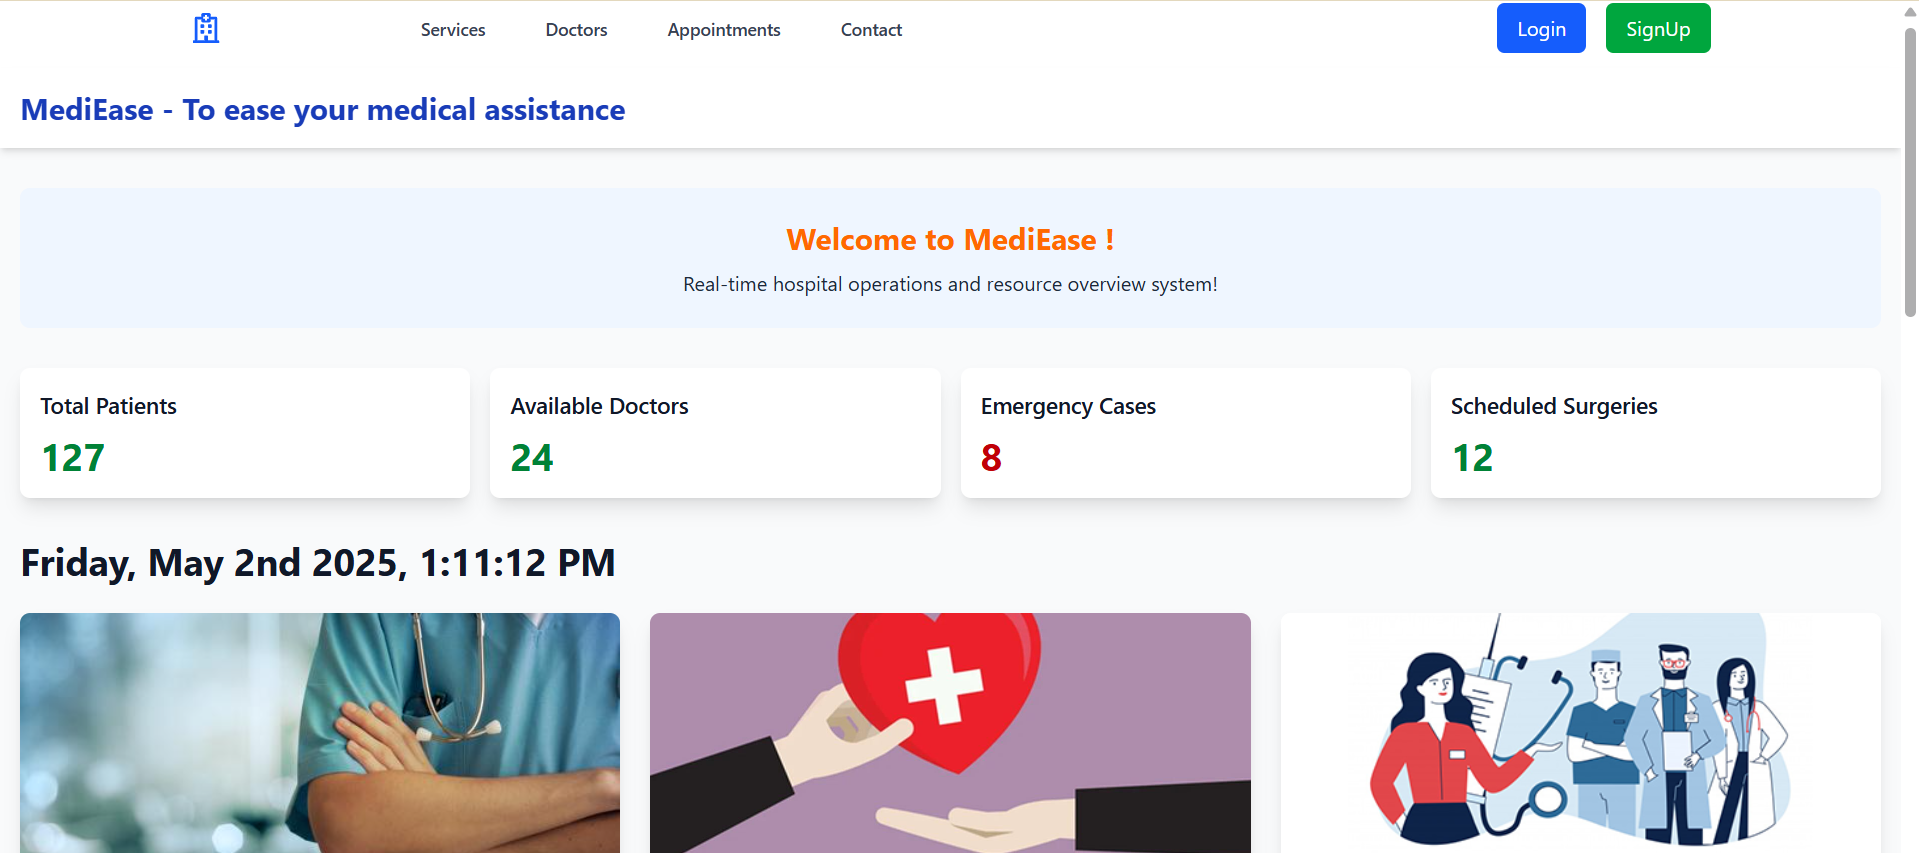 Services Doctors Appointments Contact Login SignUp
MediEase - To ease your medical assistance
Welcome to MediEase !
Real-time hospital operations and resource overview system!
Total Patients
127
Available Doctors
24
Emergency Cases
8
Scheduled Surgeries
12
Friday, May 2nd 2025, 1:11:12 PM